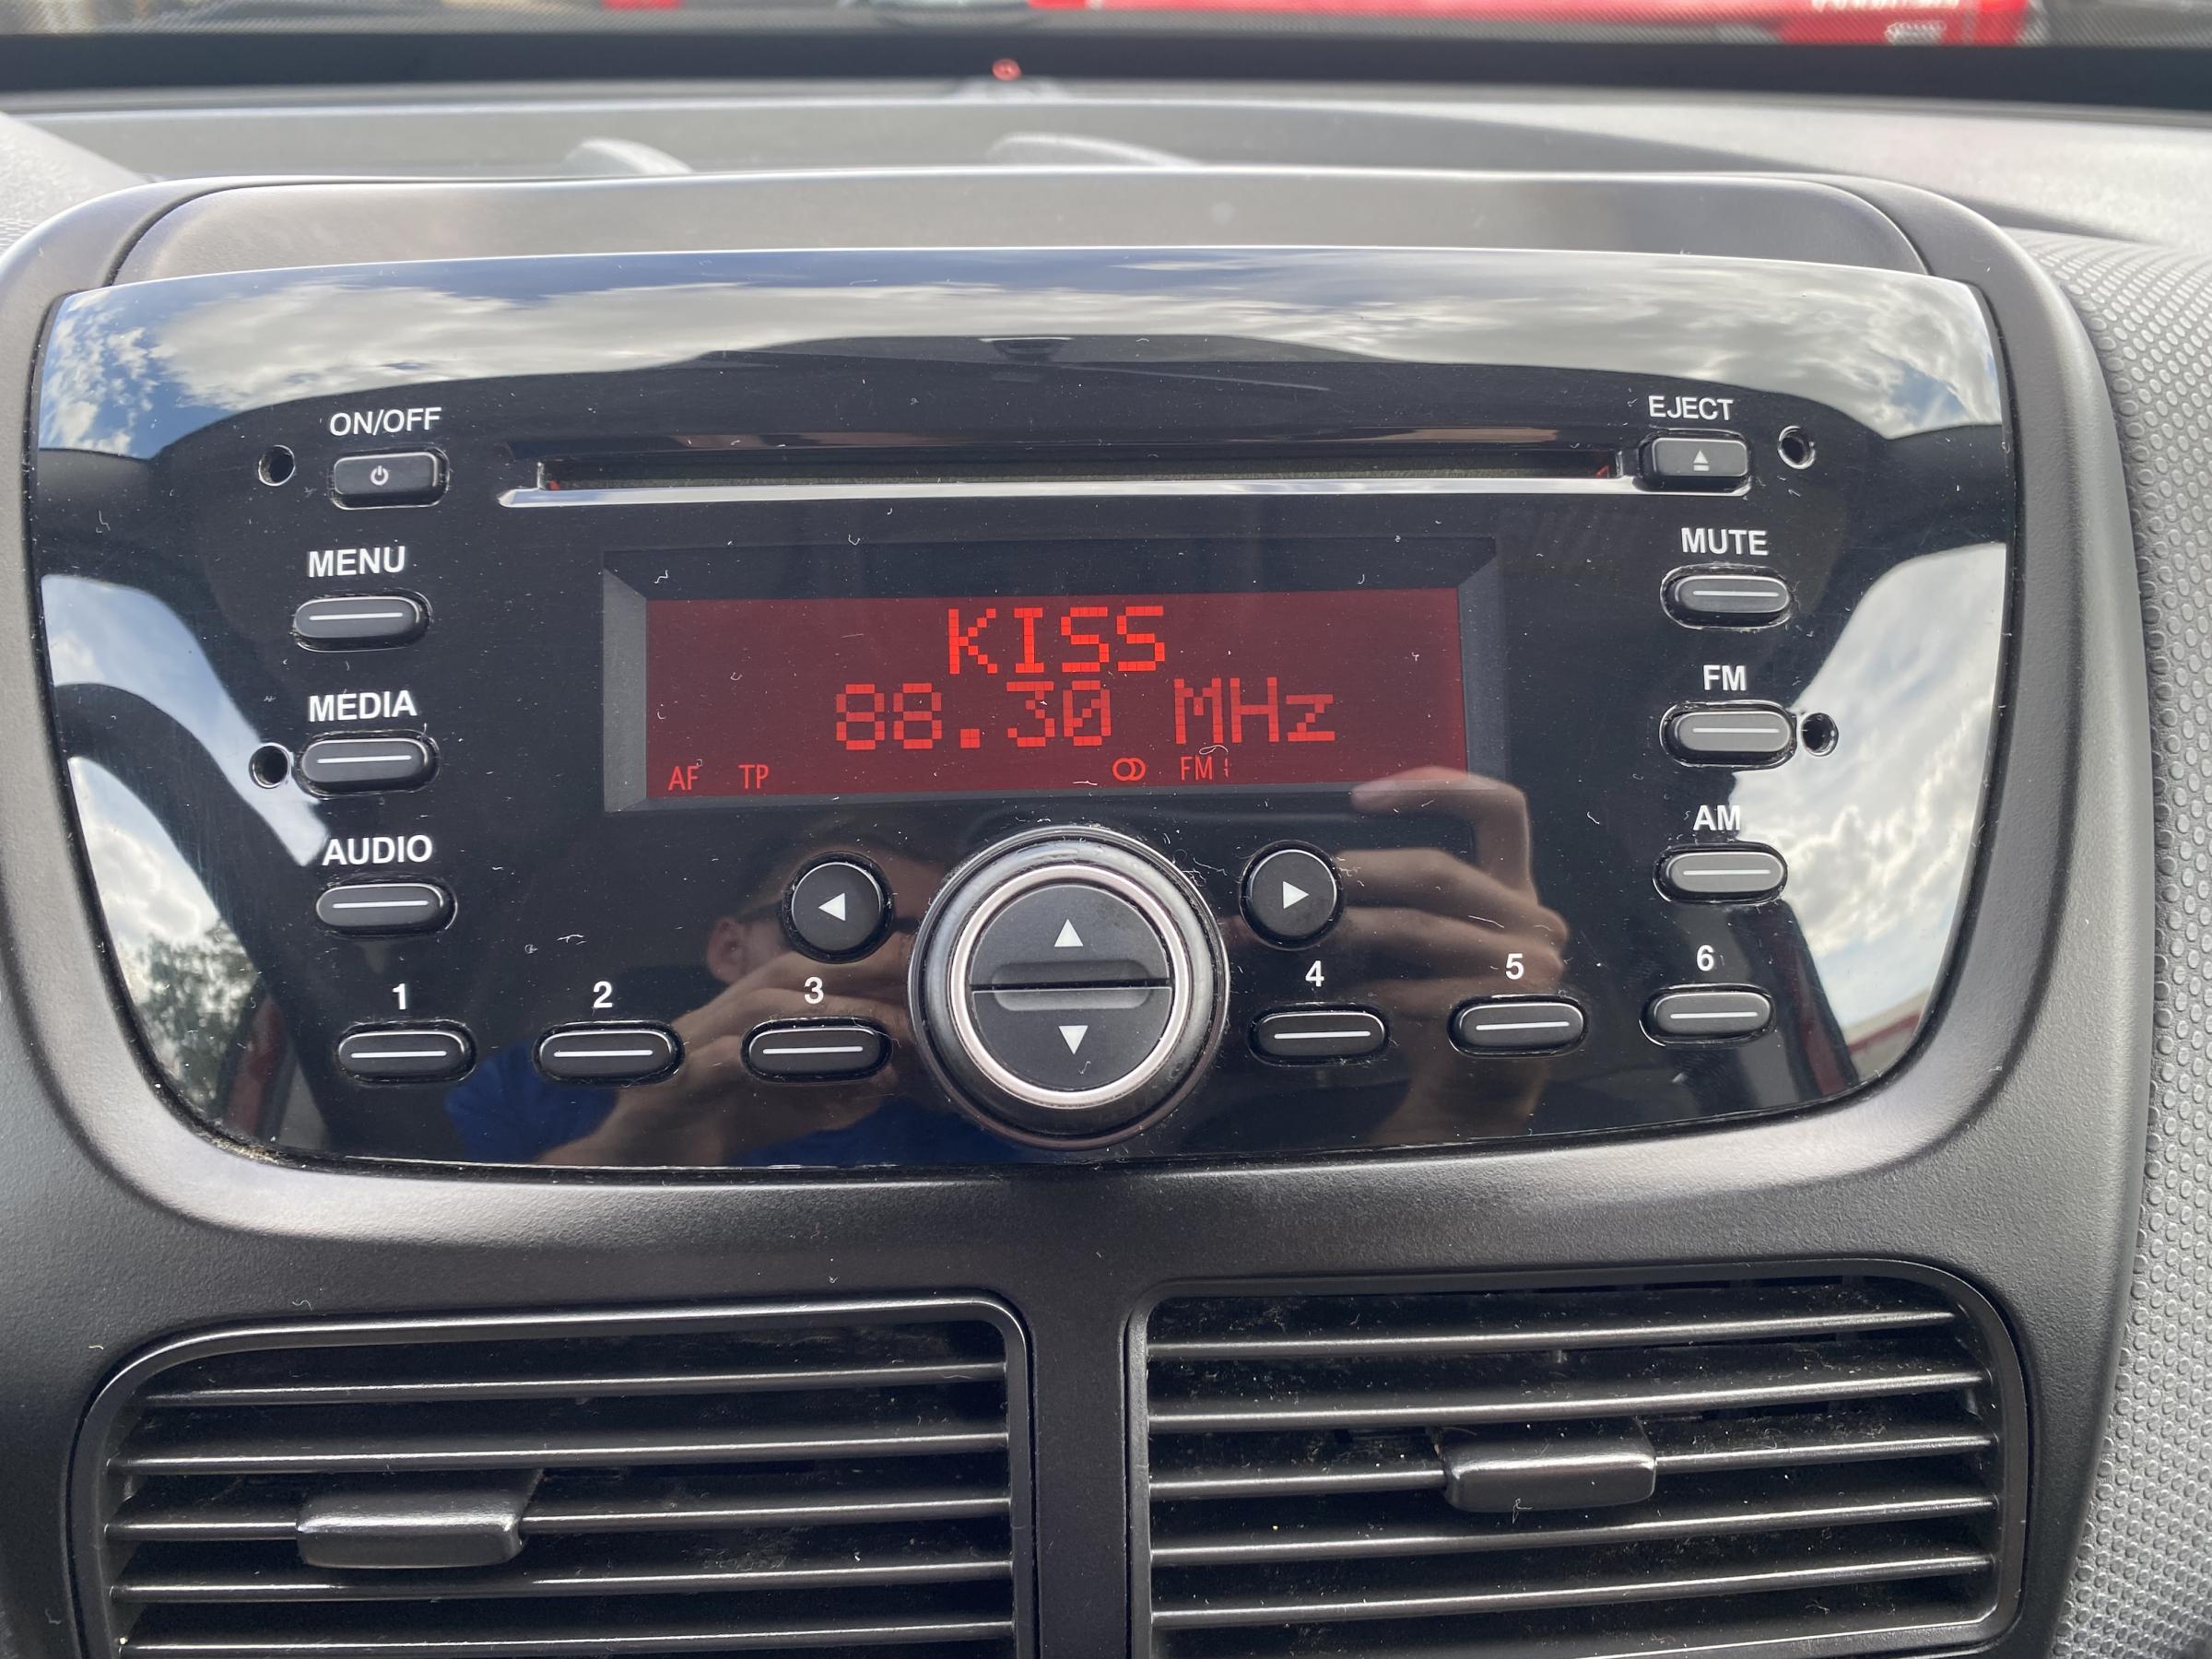 ON/OFF
EJECT
MENU
MUTE
KISS
88.30 MHz
MEDIA
FM
AF TP FM1
AUDIO
AM
1
2
3
4
5
6